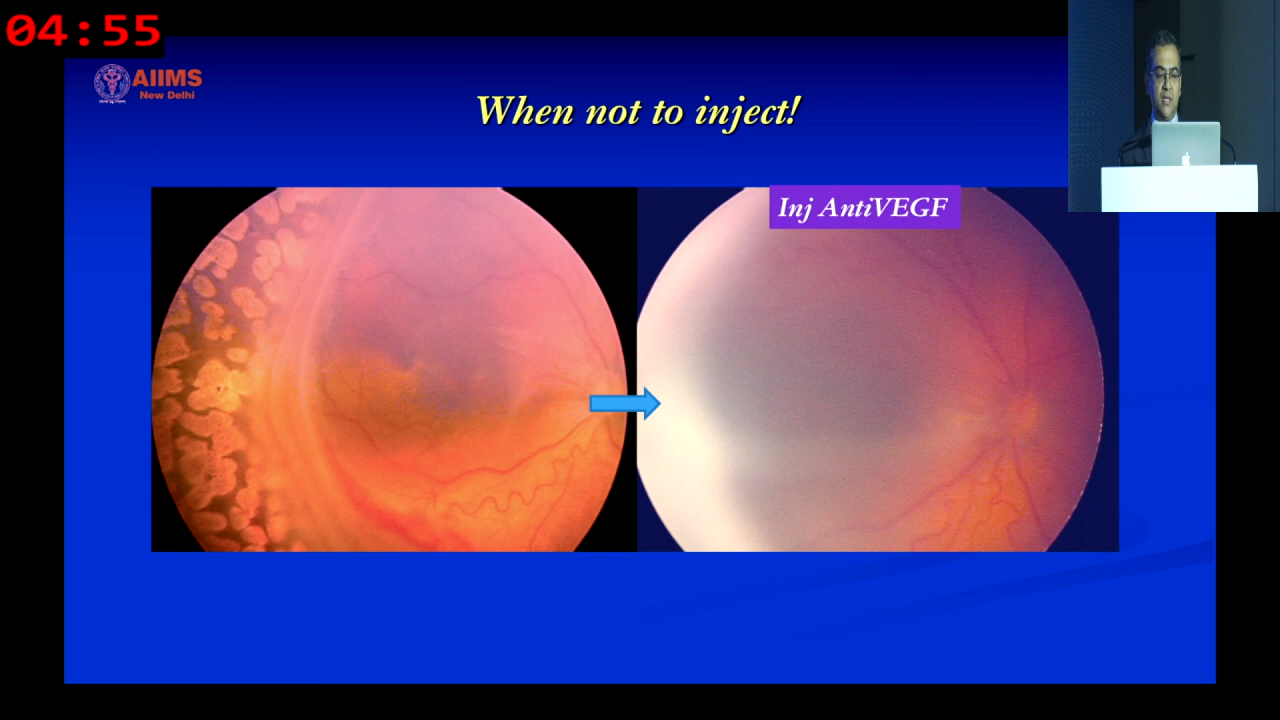 04:55
AIIMS
New Delhi
When not to inject!
Inj AntiVEGF